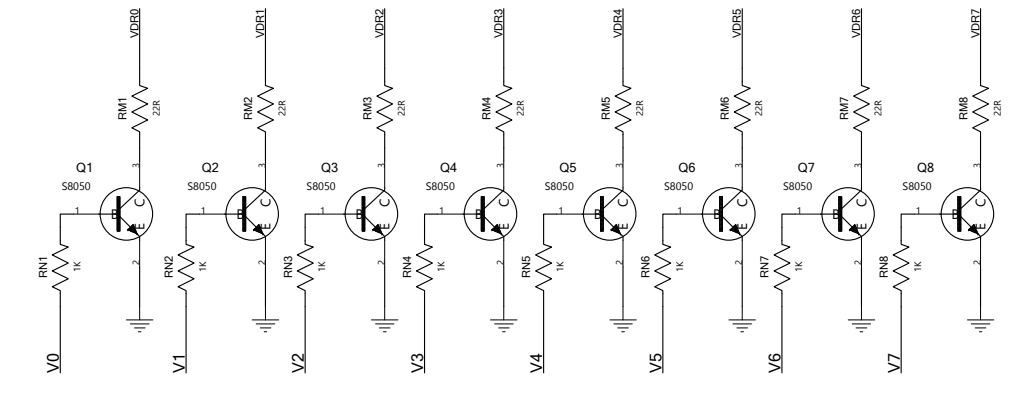 VDR0 VDR1 VDR2 VDR3 VDR4 VDR5 VDR6 VDR7
RM1 22R RM2 22R RM3 22R RM4 22R RM5 22R RM6 22R RM7 22R RM8 22R
3 3 3 3 3 3 3 3
Q1 Q2 Q3 Q4 Q5 Q6 Q7 Q8
S8050 S8050 S8050 S8050 S8050 S8050 S8050 S8050
C C C C C C C C
1 B 1 B 1 B 1 B 1 B 1 B 1 B 1 B
E E E E E E E E
2 2 2 2 2 2 2 2
RN1 1K RN2 1K RN3 1K RN4 1K RN5 1K RN6 1K RN7 1K RN8 1K
V0 V1 V2 V3 V4 V5 V6 V7